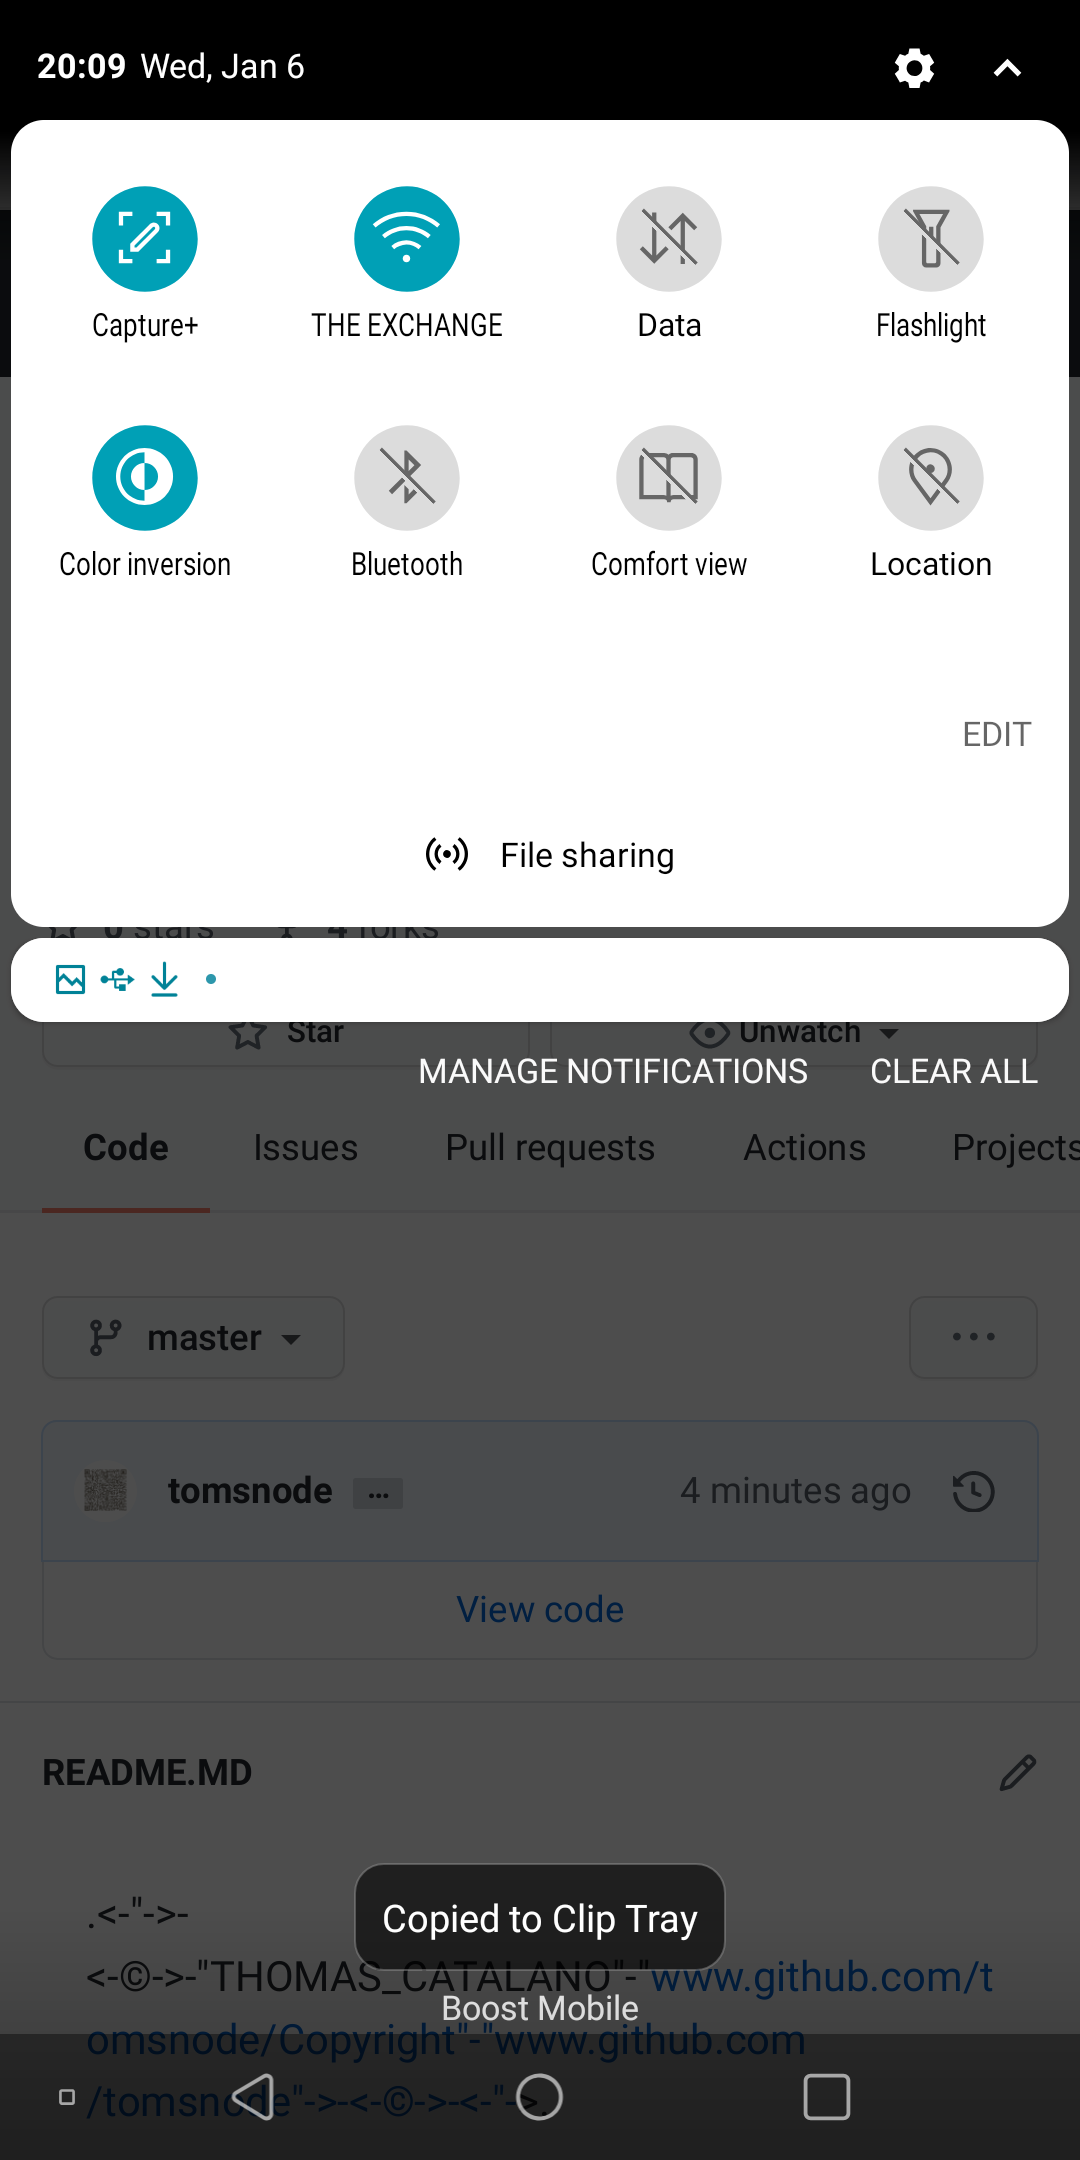 20:09 Wed, Jan 6
Capture+ THE EXCHANGE Data Flashlight
Color inversion Bluetooth Comfort view Location
EDIT
File sharing
0 stars 4 forks
Star Unwatch
MANAGE NOTIFICATIONS CLEAR ALL
Code Issues Pull requests Actions Projects
master ...
tomsnode ... 4 minutes ago
View code
README.MD
.<-"->-
Copied to Clip Tray
<-©->-"THOMAS_CATALANO"-"www.github.com/t
Boost Mobile
omsnode/Copyright"-"www.github.com
/tomsnode"->-<-©->-<-"->.